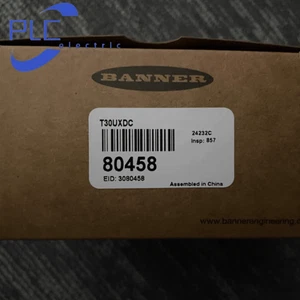 PLC
electric
BANNER
T30UXDC
24232C
Insp: 857
80458
EID: 3080458
Assembled in China
www.bannerengineering.c